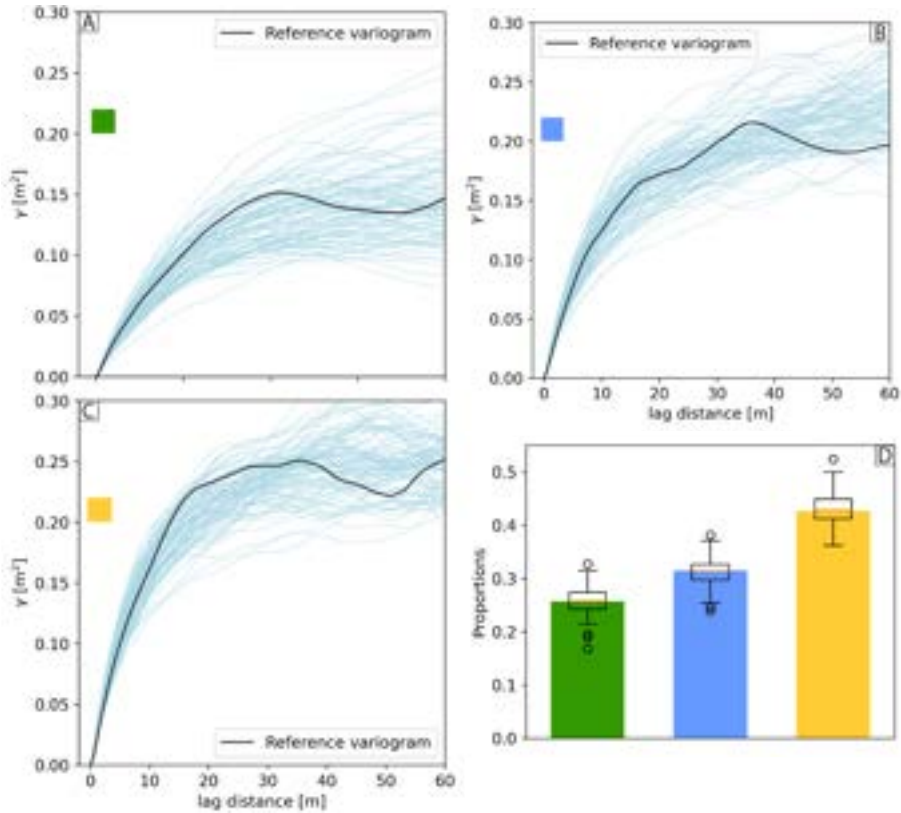 A
Reference variogram
0.30
0.25
0.20
0.15
0.10
0.05
0.00
γ [m²]
B
Reference variogram
0.30
0.25
0.20
0.15
0.10
0.05
0.00
γ [m²]
0 10 20 30 40 50 60
lag distance [m]
C
0.30
0.25
0.20
0.15
0.10
0.05
0.00
γ [m²]
Reference variogram
0 10 20 30 40 50 60
lag distance [m]
D
0.5
0.4
0.3
0.2
0.1
0.0
Proportions